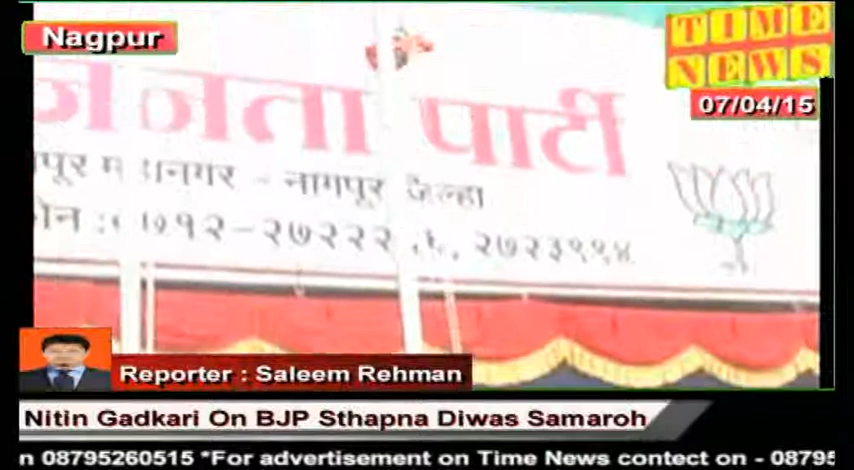 Nagpur
TIME
NEWS
07/04/15
जनता पार्टी
नागपूर
Reporter : Saleem Rehman
Nitin Gadkari On BJP Sthapna Diwas Samaroh
n 08795260515 *For advertisement on Time News contect on - 08795